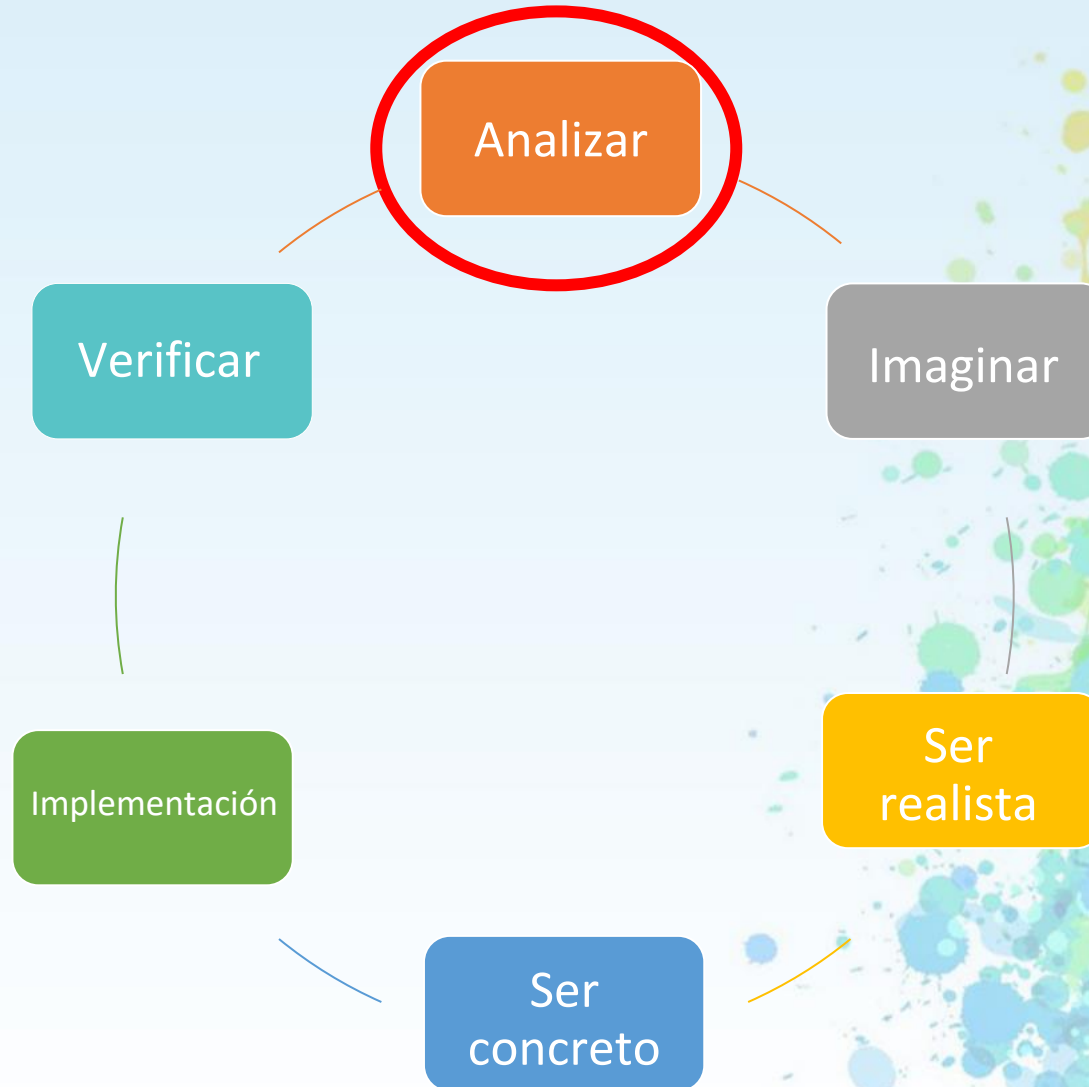 Analizar
Imaginar
Ser
realista
Ser
concreto
Implementación
Verificar